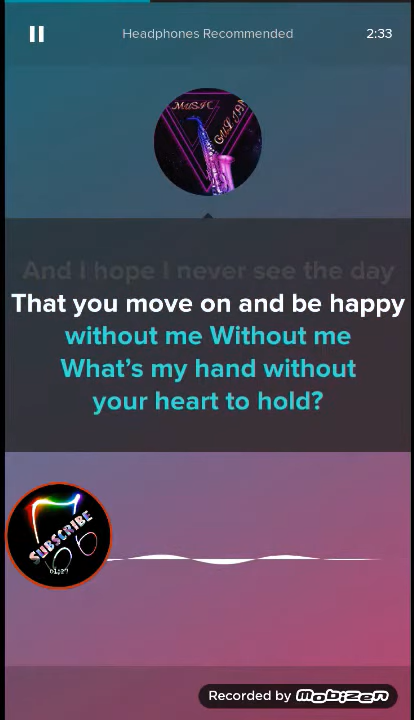 Headphones Recommended
2:33
MUSIC
And I hope I never see the day
That you move on and be happy
without me Without me
What's my hand without
your heart to hold?
SUBSCRIBE
Recorded by mobizen